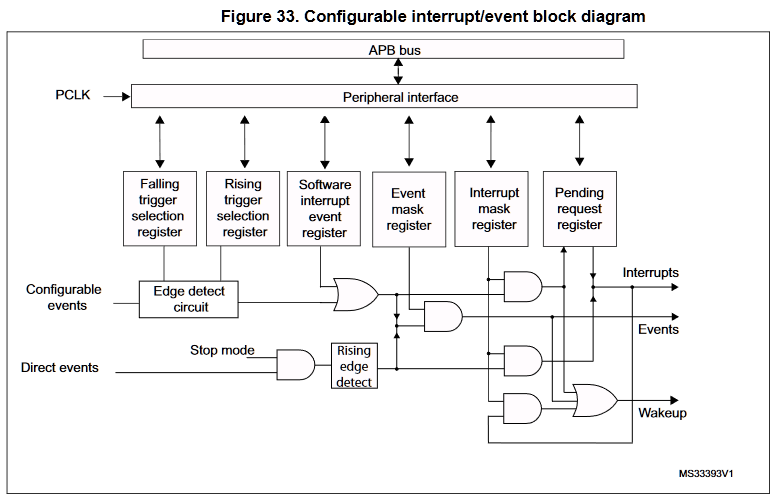 Figure 33. Configurable interrupt/event block diagram
APB bus
PCLK
Peripheral interface
Falling
trigger
selection
register
Rising
trigger
selection
register
Software
interrupt
event
register
Event
mask
register
Interrupt
mask
register
Pending
request
register
Configurable
events
Edge detect
circuit
Interrupts
Events
Stop mode
Direct events
Rising
edge
detect
Wakeup
MS33393V1